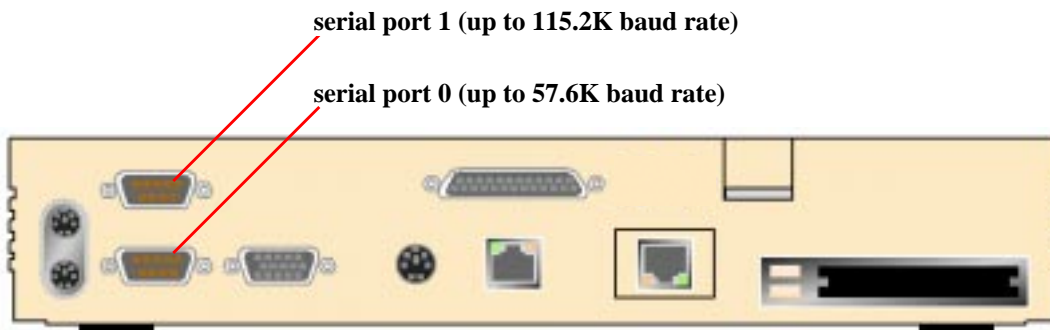 serial port 1 (up to 115.2K baud rate)
serial port 0 (up to 57.6K baud rate)